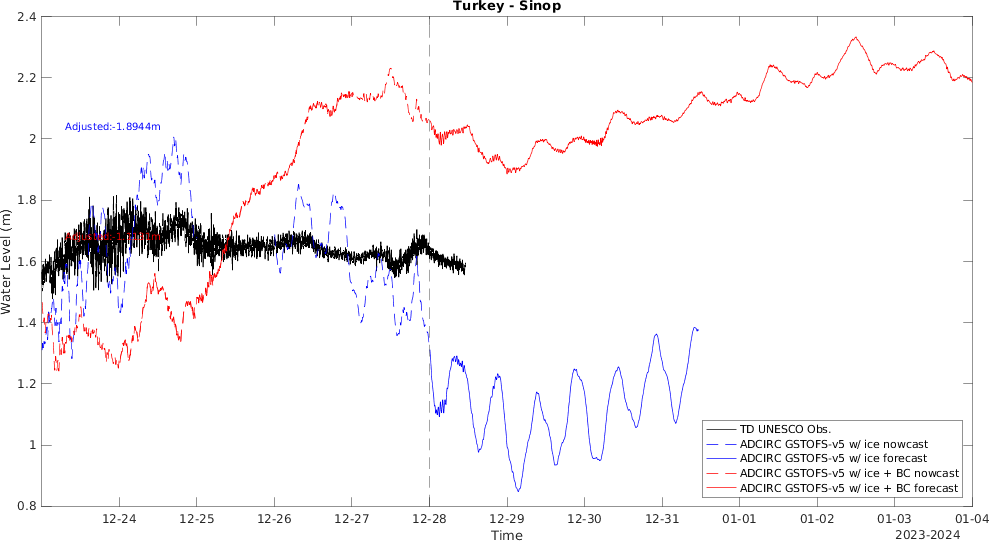 Turkey - Sinop
2.4
2.2
2
1.8
1.6
1.4
1.2
1
0.8
Water Level (m)
Adjusted:-1.8944m
12-24
12-25
12-26
12-27
12-28
12-29
12-30
12-31
01-01
01-02
01-03
01-04
2023-2024
Time
TD UNESCO Obs.
ADCIRC GSTOFS-v5 w/ ice nowcast
ADCIRC GSTOFS-v5 w/ ice forecast
ADCIRC GSTOFS-v5 w/ ice + BC nowcast
ADCIRC GSTOFS-v5 w/ ice + BC forecast